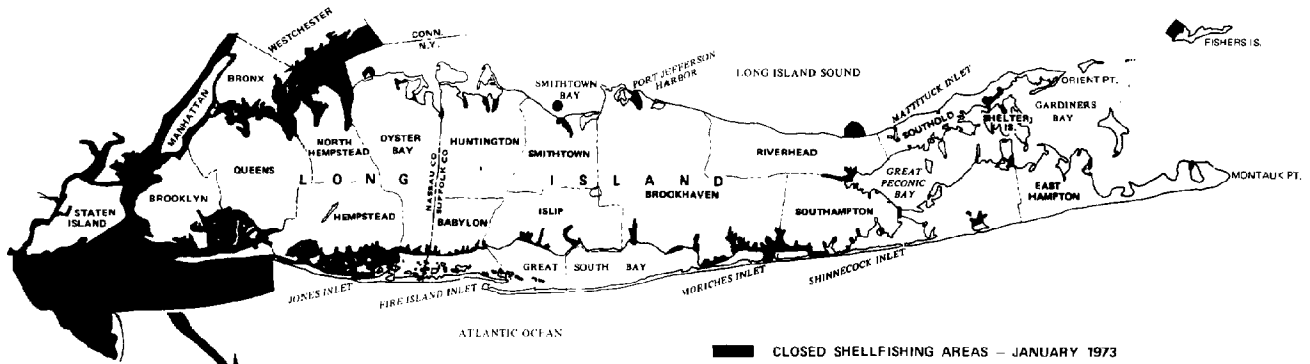 WESTCHESTER
CONN.
N.Y.
FISHERS IS.
BRONX
MANHATTAN
SMITHTOWN
BAY
PORT JEFFERSON
HARBOR
LONG ISLAND SOUND
MATTITUCK INLET
ORIENT PT.
GARDINERS
BAY
SOUTHOLD
SHELTER
IS.
NORTH
HEMPSTEAD
OYSTER
BAY
HUNTINGTON
SMITHTOWN
RIVERHEAD
QUEENS
NASSAU CO
SUFFOLK CO
LONG ISLAND
BROOKHAVEN
GREAT
PECONIC
BAY
EAST
HAMPTON
MONTAUK PT.
STATEN
ISLAND
BROOKLYN
HEMPSTEAD
BABYLON
ISLIP
SOUTHAMPTON
GREAT SOUTH BAY
JONES INLET
FIRE ISLAND INLET
MORICHES INLET
SHINNECOCK INLET
ATLANTIC OCEAN
CLOSED SHELLFISHING AREAS – JANUARY 1973